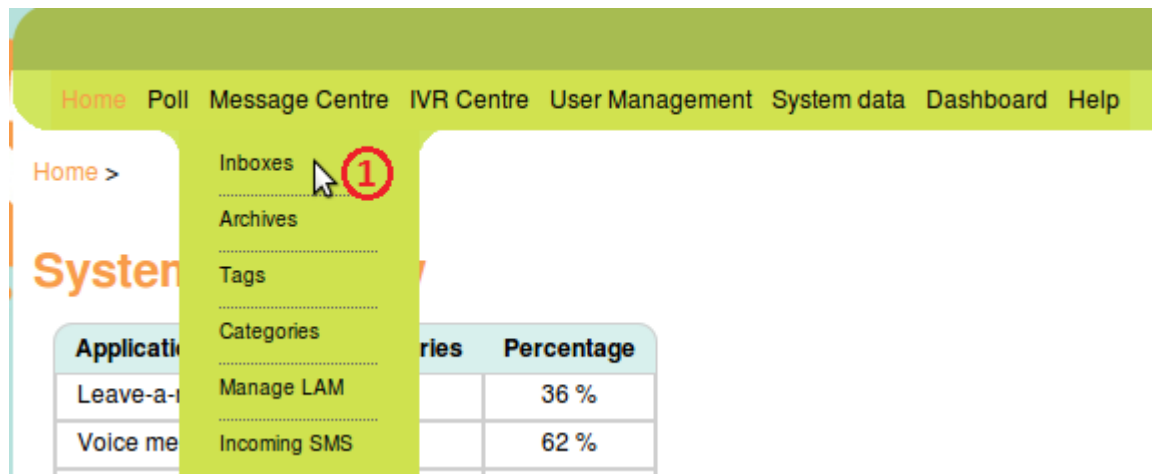 Home Poll Message Centre IVR Centre User Management System data Dashboard Help
Home >
Inboxes
1
Archives
Tags
Categories
Manage LAM
Incoming SMS
Percentage
36 %
62 %
Voice